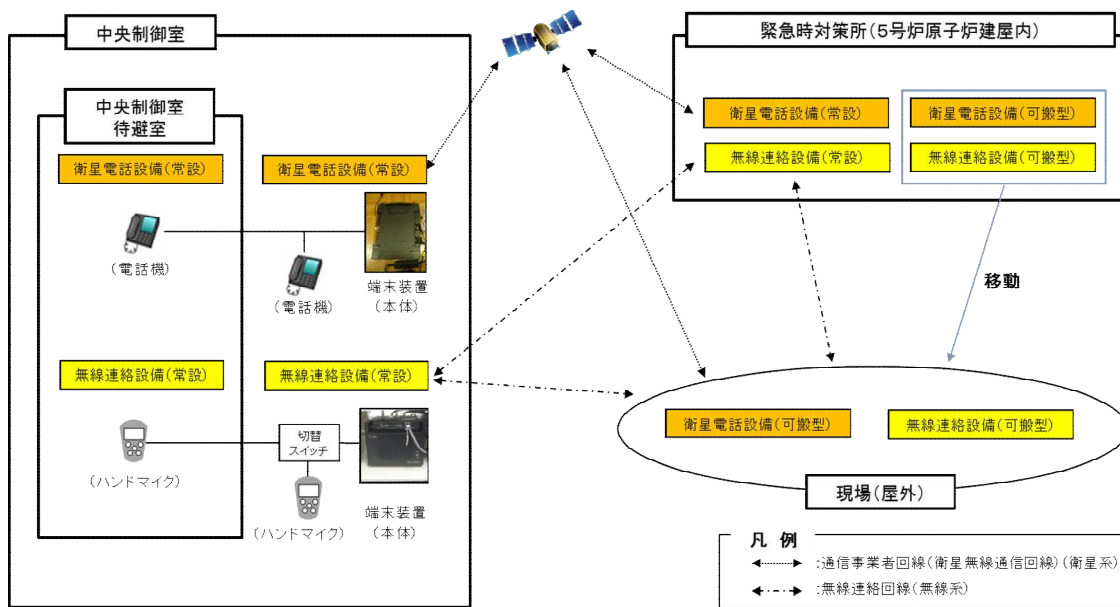 中央制御室
中央制御室
待避室
衛星電話設備(常設)
衛星電話設備(常設)
(電話機)
(電話機)
端末装置
(本体)
無線連絡設備(常設)
無線連絡設備(常設)
切替
スイッチ
(ハンドマイク)
(ハンドマイク)
端末装置
(本体)
緊急時対策所(5号炉原子炉建屋内)
衛星電話設備(常設)
衛星電話設備(可搬型)
無線連絡設備(常設)
無線連絡設備(可搬型)
移動
衛星電話設備(可搬型)
無線連絡設備(可搬型)
現場(屋外)
凡 例
:通信事業者回線(衛星無線通信回線)(衛星系)
:無線連絡回線(無線系)